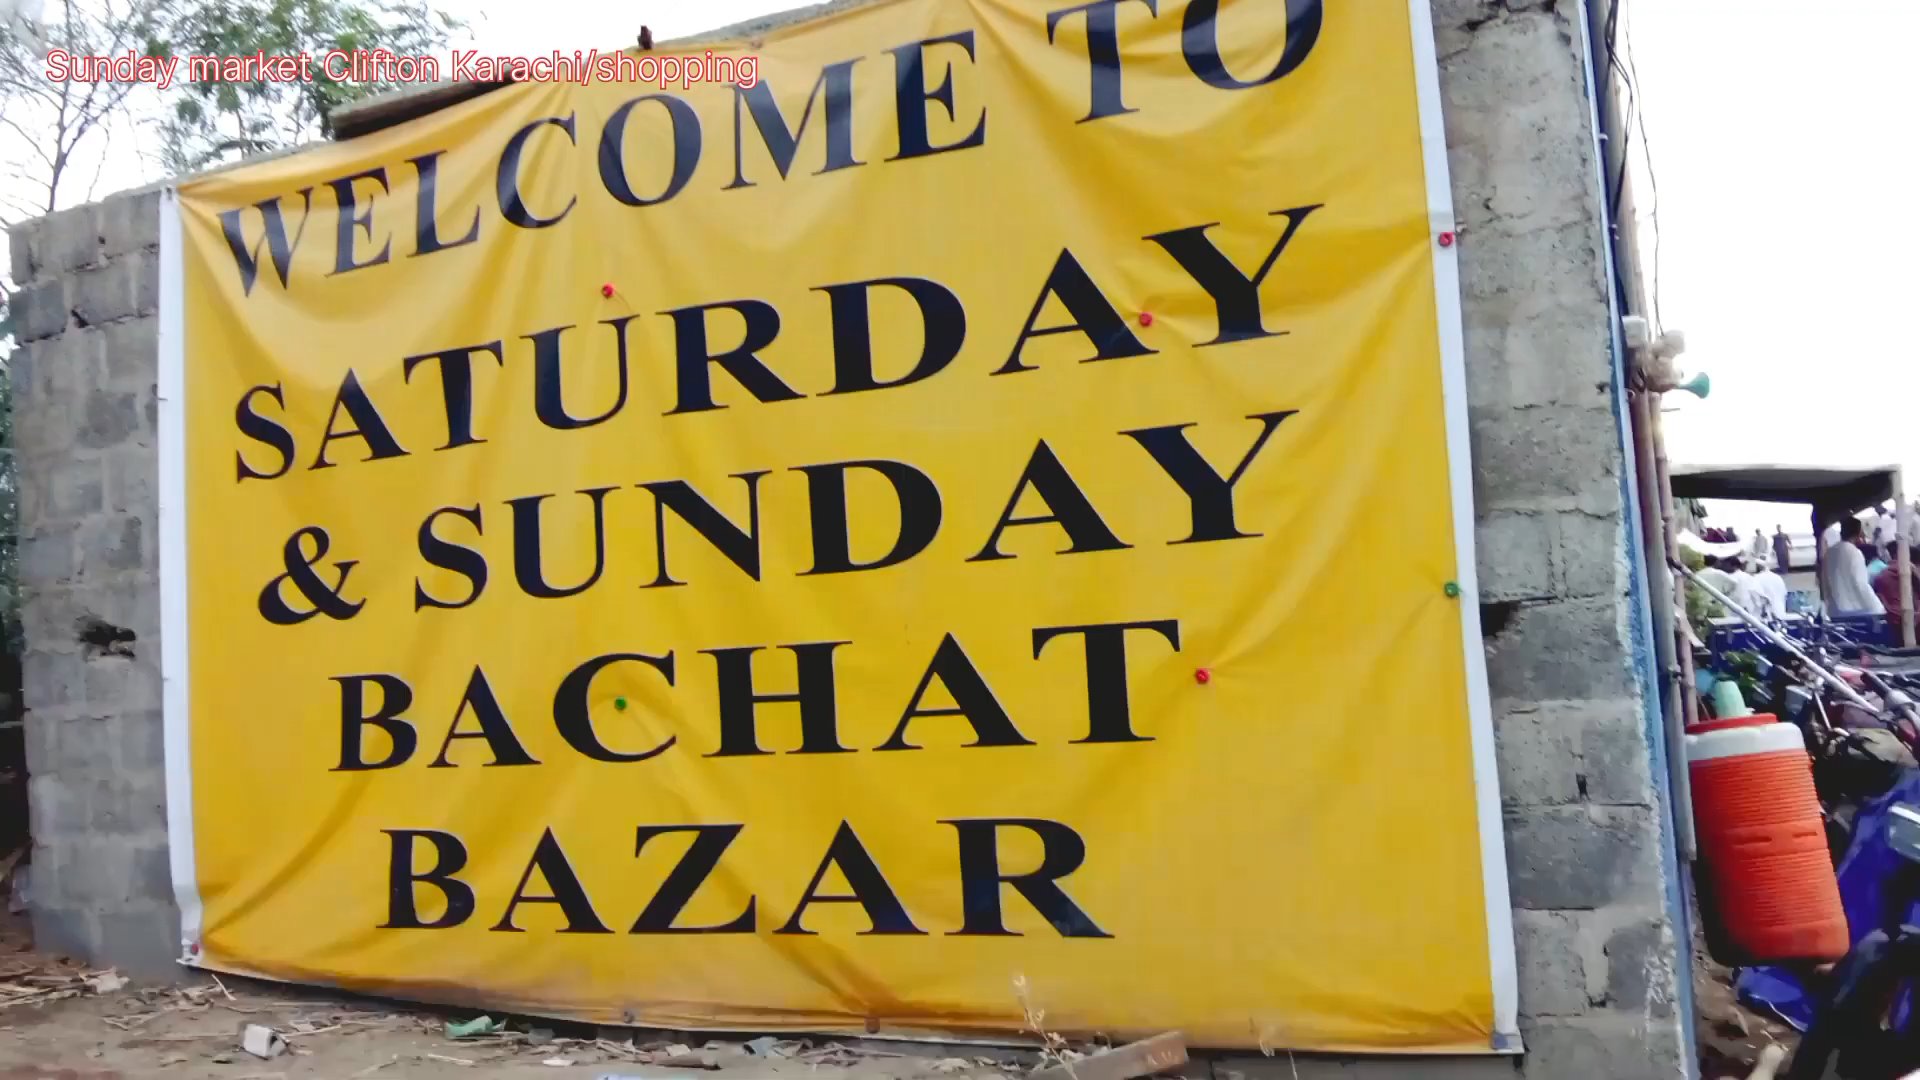 Sunday market Clifton Karachi/shopping
WELCOME TO
SATURDAY
& SUNDAY
BACHAT
BAZAR